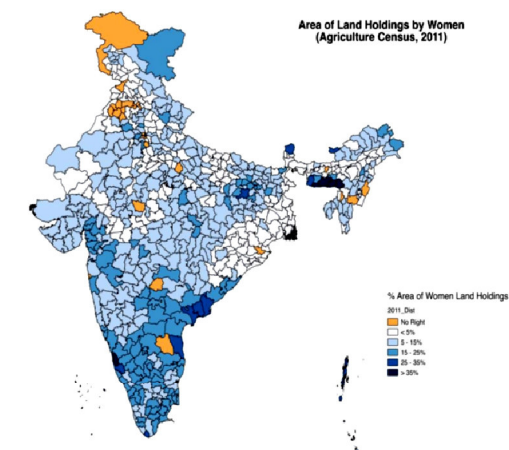 Area of Land Holdings by Women
(Agriculture Census, 2011)
% Area of Women Land Holdings
2011_Dist
No Right
< 5%
5 - 15%
15 - 25%
25 - 35%
> 35%